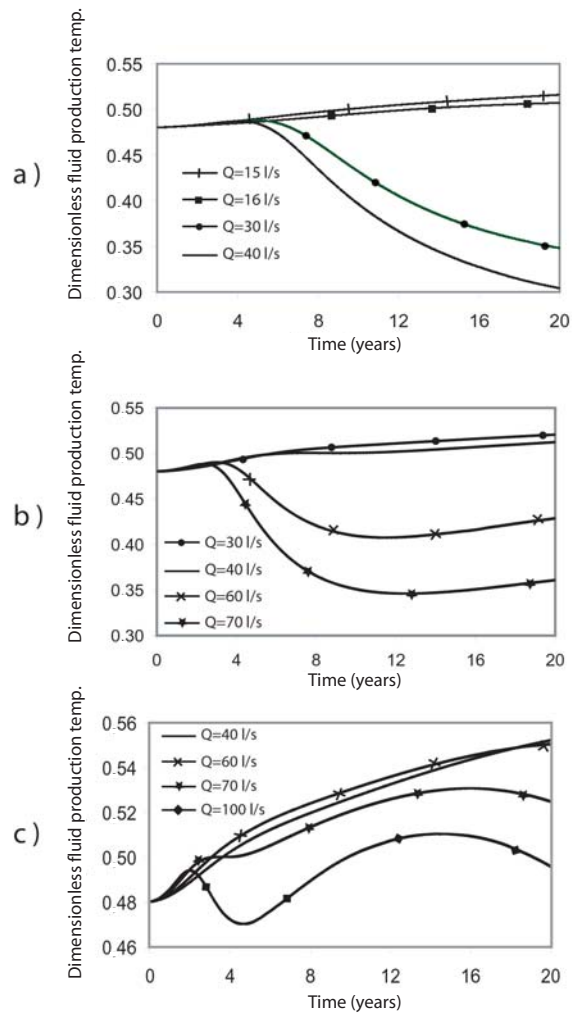 a )
Dimensionless fluid production temp.
0.55
0.50
0.45
0.40
0.35
0.30
Q=15 l/s
Q=16 l/s
Q=30 l/s
Q=40 l/s
0 4 8 12 16 20
Time (years)
b )
Dimensionless fluid production temp.
0.55
0.50
0.45
0.40
0.35
0.30
Q=30 l/s
Q=40 l/s
Q=60 l/s
Q=70 l/s
0 4 8 12 16 20
Time (years)
c )
Dimensionless fluid production temp.
0.56
0.54
0.52
0.50
0.48
0.46
Q=40 l/s
Q=60 l/s
Q=70 l/s
Q=100 l/s
0 4 8 12 16 20
Time (years)